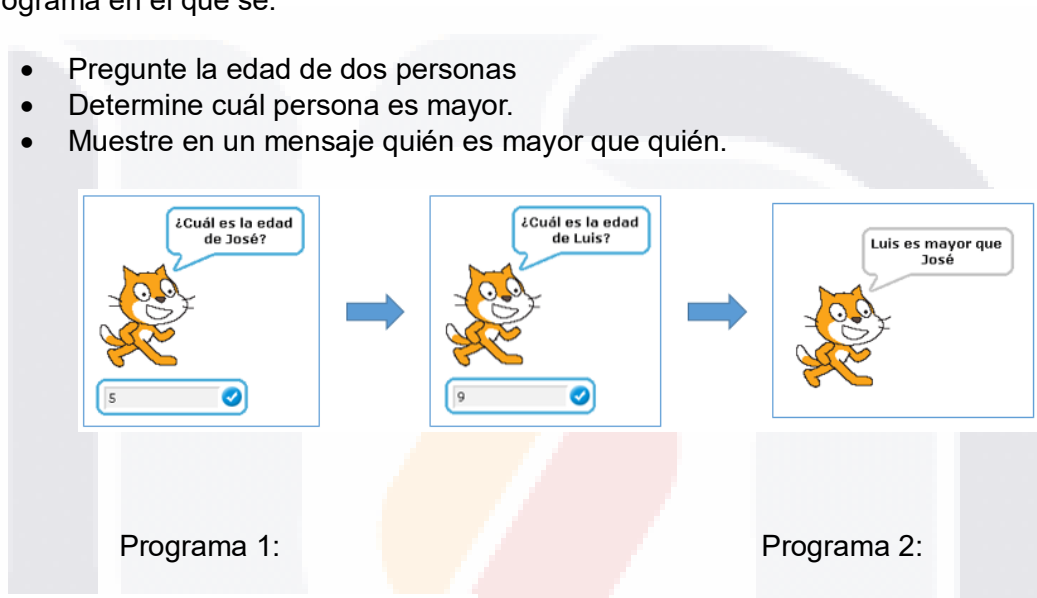 ograma en el que se:
• Pregunte la edad de dos personas
• Determine cuál persona es mayor.
• Muestre en un mensaje quién es mayor que quién.
¿Cuál es la edad
de José?
5
¿Cuál es la edad
de Luis?
9
Luis es mayor que
José
Programa 1:
Programa 2: